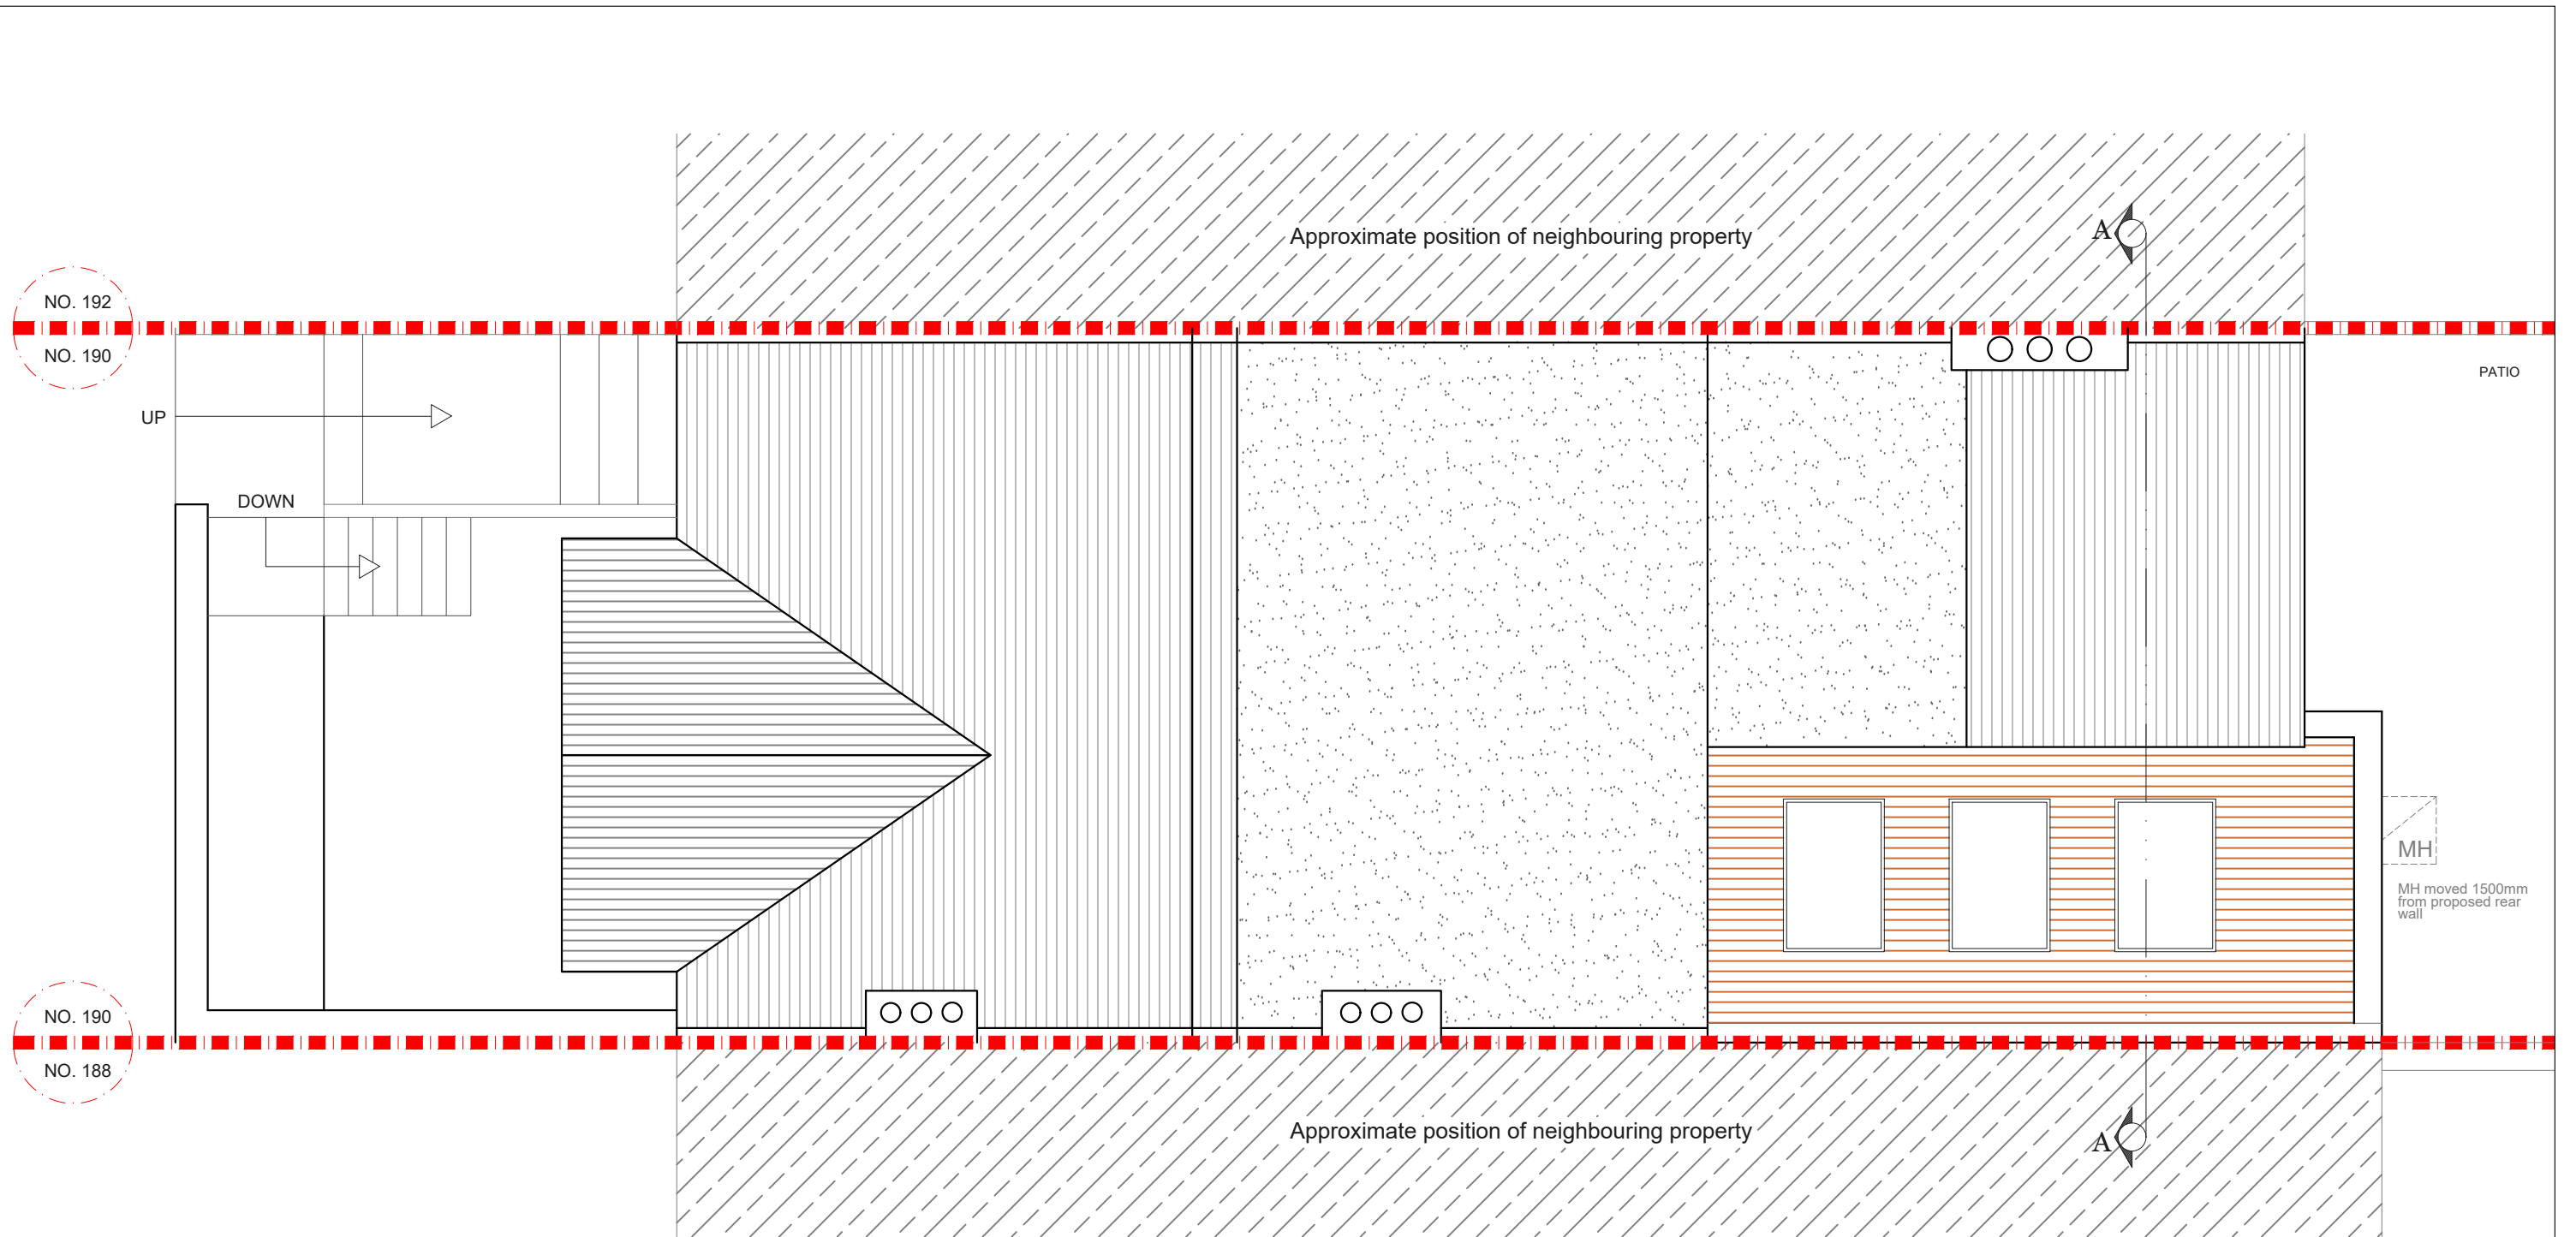 Approximate position of neighbouring property
A
NO. 192
NO. 190
PATIO
UP
DOWN
MH
MH moved 1500mm
from proposed rear
wall
NO. 190
NO. 188
Approximate position of neighbouring property
A